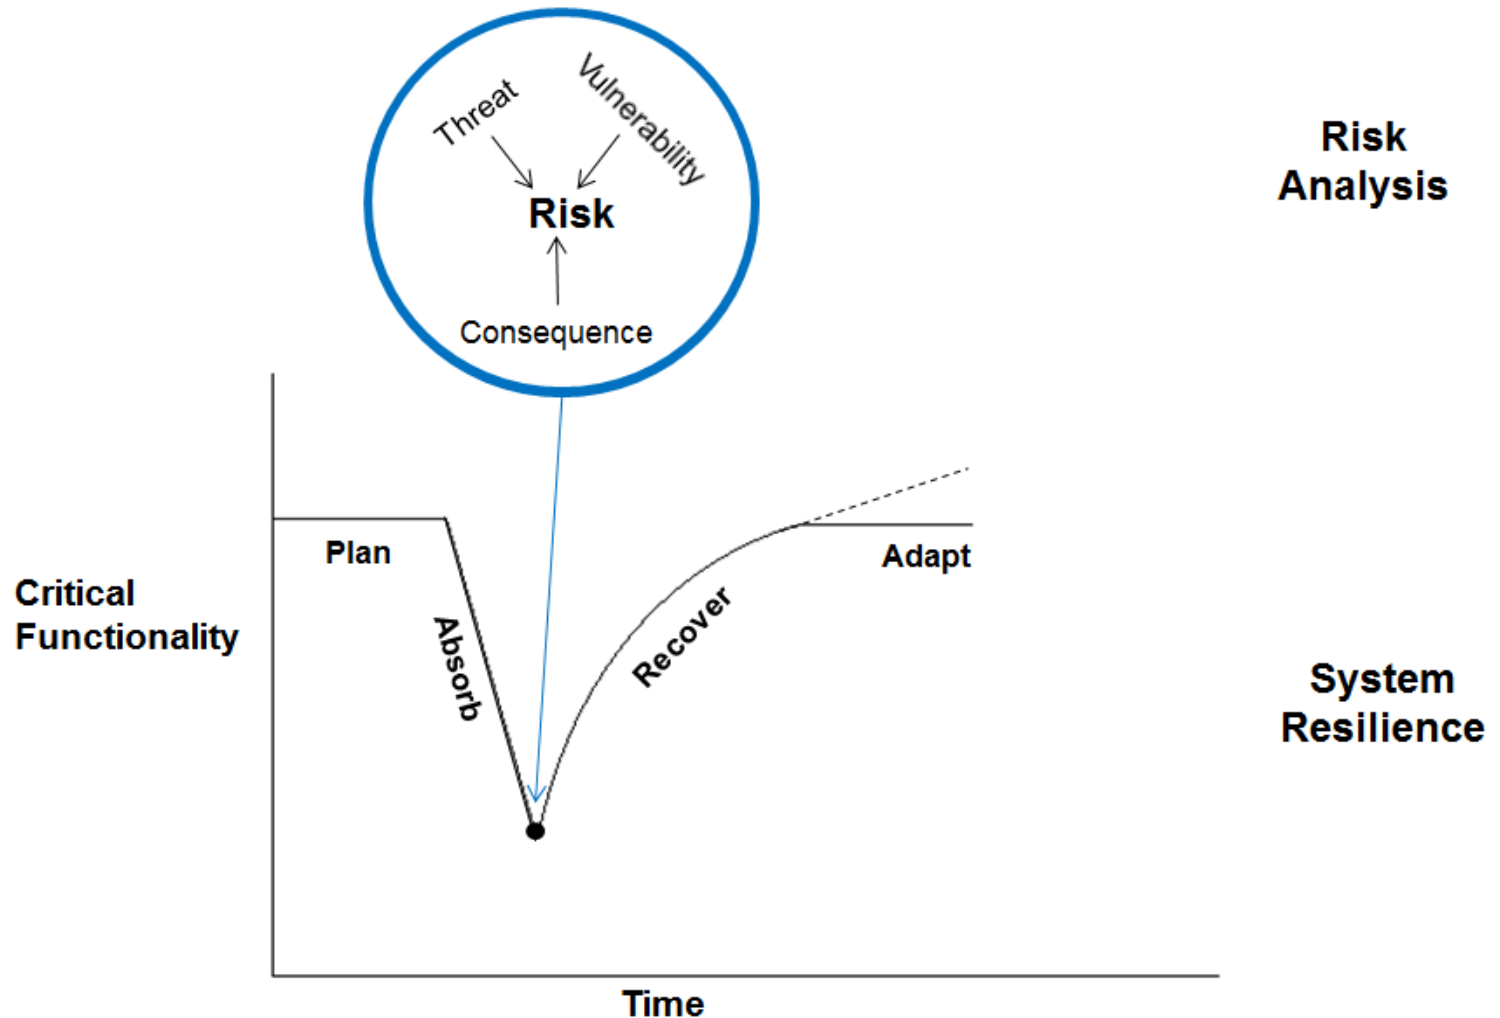 Threat
Vulnerability
Risk
Consequence
Risk
Analysis
Plan
Absorb
Recover
Adapt
Critical
Functionality
System
Resilience
Time